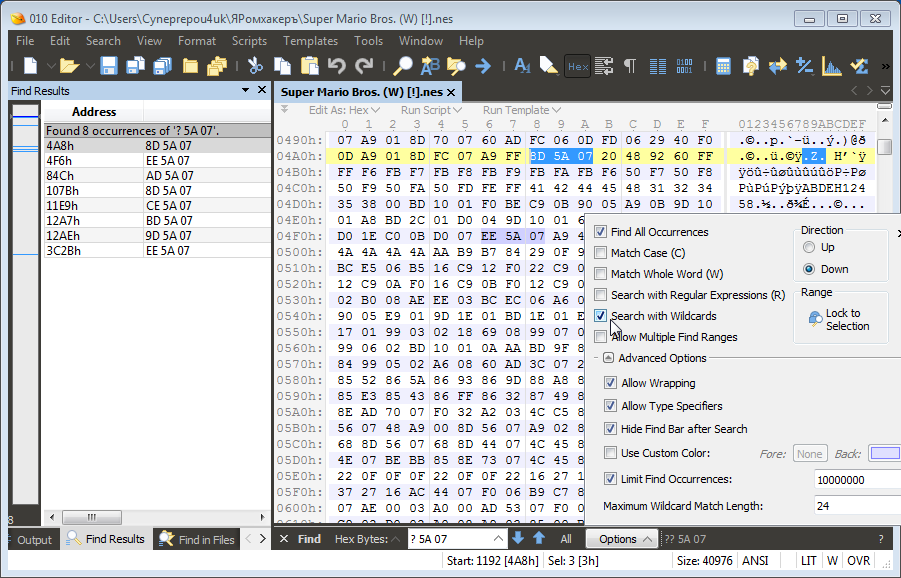 010 Editor - C:\Users\Cyneprepou4uk\ЯРомхакеръ\Super Mario Bros. (W) [!].nes
File Edit Search View Format Scripts Templates Tools Window Help
Hex
Find Results
Super Mario Bros. (W) [!].nes
Address
Found 8 occurrences of '? 5A 07'.
4A8h 8D 5A 07
4F6h EE 5A 07
84Ch AD 5A 07
107Bh 8D 5A 07
11E9h CE 5A 07
12A7h BD 5A 07
12AEh 9D 5A 07
3C2Bh EE 5A 07
Edit As: Hex Run Script Run Template
0 1 2 3 4 5 6 7 8 9 A B C D E F 0123456789ABCDEF
0490h: 07 A9 01 8D 70 07 60 AD FC 06 0D FD 06 29 40 F0 .©..p.`-ü..ý.)@ð
04A0h: 0D A9 01 8D FC 07 A9 FF 8D 5A 07 20 48 92 60 FF .©..ü.©ÿ.Z. H’`ÿ
04B0h: FF F6 FB F7 FB F8 FB F9 FB FA FB F6 50 F7 50 F8 ÿöû÷ûøûùûúûöP÷Pø
04C0h: 50 F9 50 FA 50 FD FE FF 41 42 44 45 48 31 32 34 PùPúPýþÿABDEH124
04D0h: 35 38 00 BD 10 01 F0 BE C9 0B 90 05 A9 0B 9D 10 58.½..ð¾É...©...
04E0h: 01 A8 BD 2C 01 D0 04 9D 10 01 6
04F0h: D0 1E C0 0B D0 07 EE 5A 07 A9 4
0500h: 4A 4A 4A 4A AA B9 B7 84 29 0F 9
0510h: BC E5 06 B5 16 C9 12 F0 22 C9 0
0520h: 12 C9 0A F0 16 C9 09 F0 12 C9 0
0530h: 02 B0 08 AE EE 03 BC EC 06 A6 0
0540h: 90 05 E9 01 9D 1E 01 BD 1E 01 E
0550h: 17 01 99 03 02 18 69 08 99 07 0
0560h: 99 06 02 BD 10 01 0A AA BD 9F 8
0570h: 84 99 05 02 A6 08 60 AD 3C 07 2
0580h: 85 52 86 5A 86 93 86 9D 88 A8 8
0590h: 85 E3 85 43 86 FF 86 32 87 49 8
05A0h: 8E AD 70 07 F0 32 A2 03 4C C5 8
05B0h: 56 07 48 A9 00 8D 56 07 A9 02 8
05C0h: 68 8D 56 07 68 8D 44 07 4C 45 8
05D0h: 4E 07 BE BB 85 8E 73 07 4C 45 8
05E0h: 22 0F 0F 0F 22 0F 0F 22 16 27 1
05F0h: 37 27 16 AC 44 07 F0 06 B9 C7 8
0600h: 07 AE 00 03 A0 00 AD 53 07 F0 0
Find All Occurrences
Match Case (C)
Match Whole Word (W)
Search with Regular Expressions (R)
Search with Wildcards
Allow Multiple Find Ranges
Direction
Up
Down
Range
Lock to Selection
Advanced Options
Allow Wrapping
Allow Type Specifiers
Hide Find Bar after Search
Use Custom Color: Fore: None Back:
Limit Find Occurrences: 10000000
Maximum Wildcard Match Length: 24
Output Find Results Find in Files
Find Hex Bytes: ? 5A 07 All Options ?? 5A 07 ?
Start: 1192 [4A8h] Sel: 3 [3h] Size: 40976 ANSI LIT W OVR